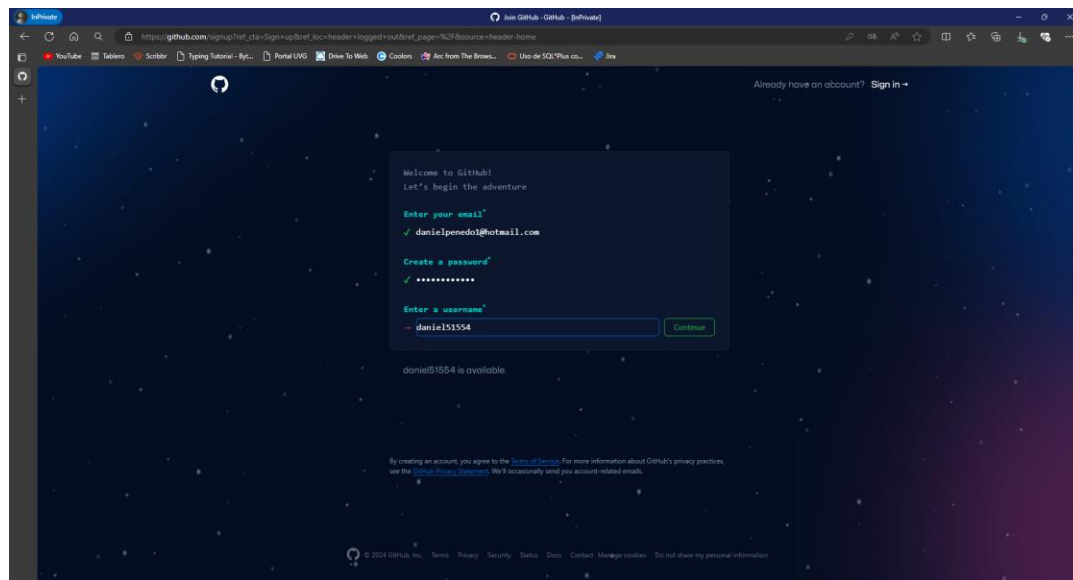 InPrivate
Join GitHub · GitHub - [InPrivate]
https://github.com/signup?ref_cta=Sign+up&ref_loc=header+logged+out&ref_page=%2F&source=header-home
YouTube Tablero Scribbr Typing Tutorial - Byt... Portal UVG Drive To Web Coolors Arc from The Brows... Uso de SQL*Plus co... Jira
Already have an account? Sign in →
Welcome to GitHub!
Let's begin the adventure
Enter your email*
✓ danielpenedo1@hotmail.com
Create a password*
✓ ••••••••••••
Enter a username*
→ daniel51554 Continue
daniel51554 is available.
By creating an account, you agree to the Terms of Service. For more information about GitHub's privacy practices,
see the GitHub Privacy Statement. We'll occasionally send you account-related emails.
© 2024 GitHub, Inc. Terms Privacy Security Status Docs Contact Manage cookies Do not share my personal information